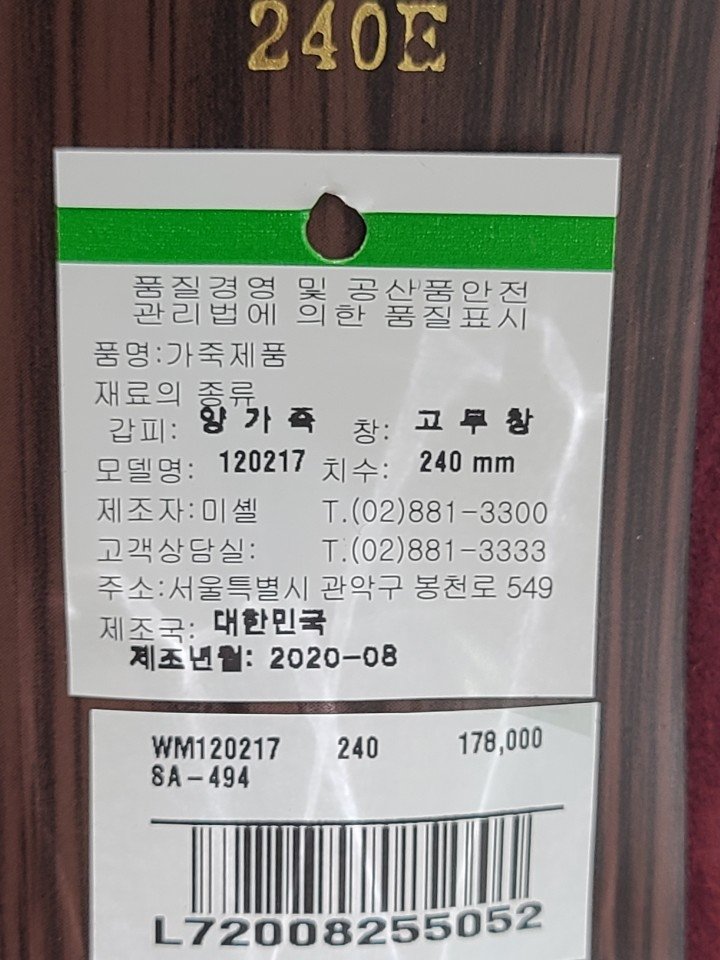 240E
품질경영 및 공산품안전
관리법에 의한 품질표시
품명:가죽제품
재료의 종류
갑피: 양가죽 창: 고무창
모델명: 120217 치수: 240 mm
제조자:미셸 T.(02)881-3300
고객상담실: T.(02)881-3333
주소:서울특별시 관악구 봉천로 549
제조국: 대한민국
제조년월: 2020-08
WM120217 240 178,000
SA-494
L72008255052